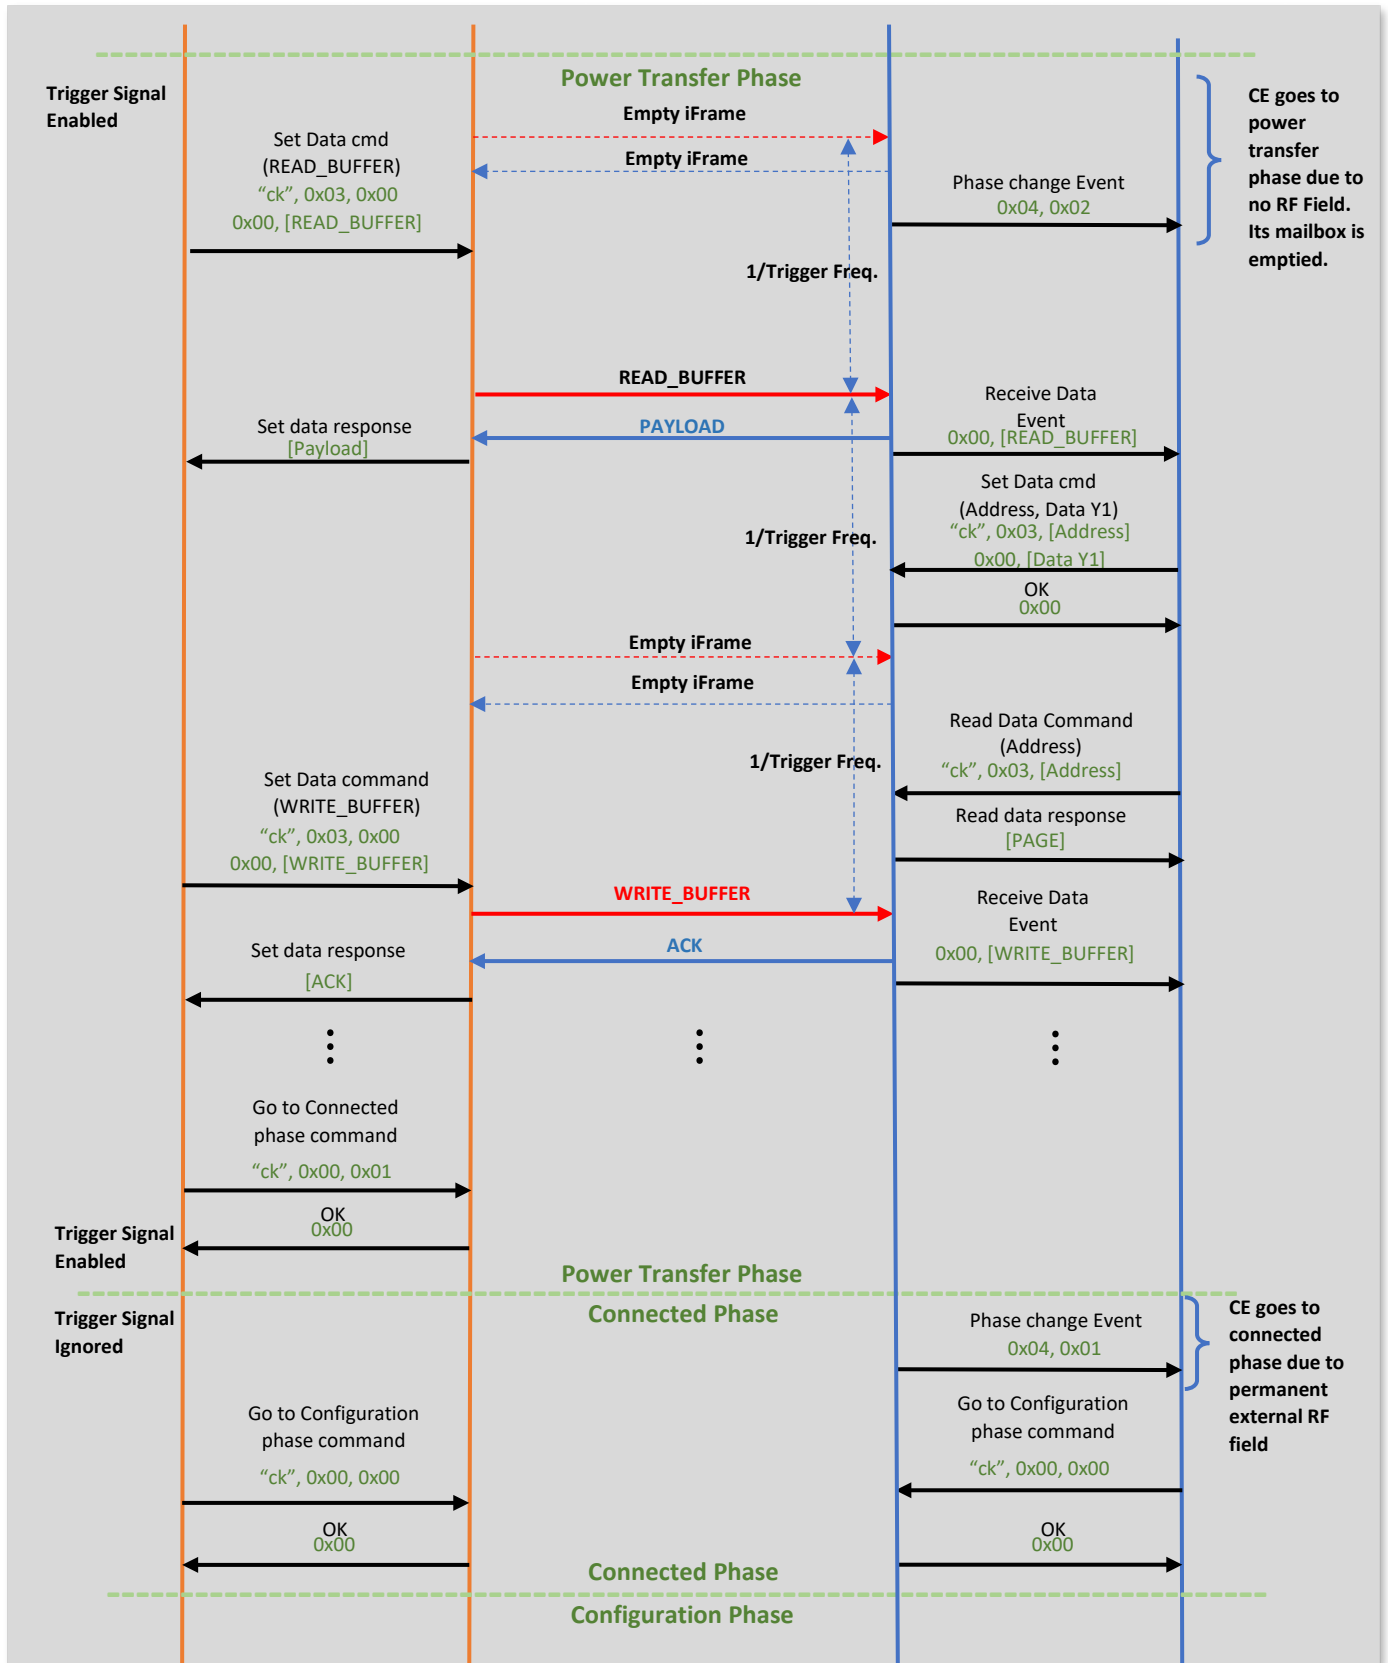 Power Transfer Phase
Trigger Signal
Enabled
Empty iFrame
CE goes to
power
transfer
phase due to
no RF Field.
Its mailbox is
emptied.
Set Data cmd
(READ_BUFFER)
“ck”, 0x03, 0x00
0x00, [READ_BUFFER]
Empty iFrame
Phase change Event
0x04, 0x02
1/Trigger Freq.
READ_BUFFER
Receive Data
Event
0x00, [READ_BUFFER]
PAYLOAD
Set data response
[Payload]
Set Data cmd
(Address, Data Y1)
“ck”, 0x03, [Address]
0x00, [Data Y1]
1/Trigger Freq.
OK
0x00
Empty iFrame
Empty iFrame
Read Data Command
(Address)
“ck”, 0x03, [Address]
1/Trigger Freq.
Set Data command
(WRITE_BUFFER)
“ck”, 0x03, 0x00
0x00, [WRITE_BUFFER]
Read data response
[PAGE]
WRITE_BUFFER
Receive Data
Event
0x00, [WRITE_BUFFER]
ACK
Set data response
[ACK]
Go to Connected
phase command
“ck”, 0x00, 0x01
OK
0x00
Trigger Signal
Enabled
Power Transfer Phase
Connected Phase
Trigger Signal
Ignored
Phase change Event
0x04, 0x01
CE goes to
connected
phase due to
permanent
external RF
field
Go to Configuration
phase command
“ck”, 0x00, 0x00
Go to Configuration
phase command
“ck”, 0x00, 0x00
OK
0x00
OK
0x00
Connected Phase
Configuration Phase